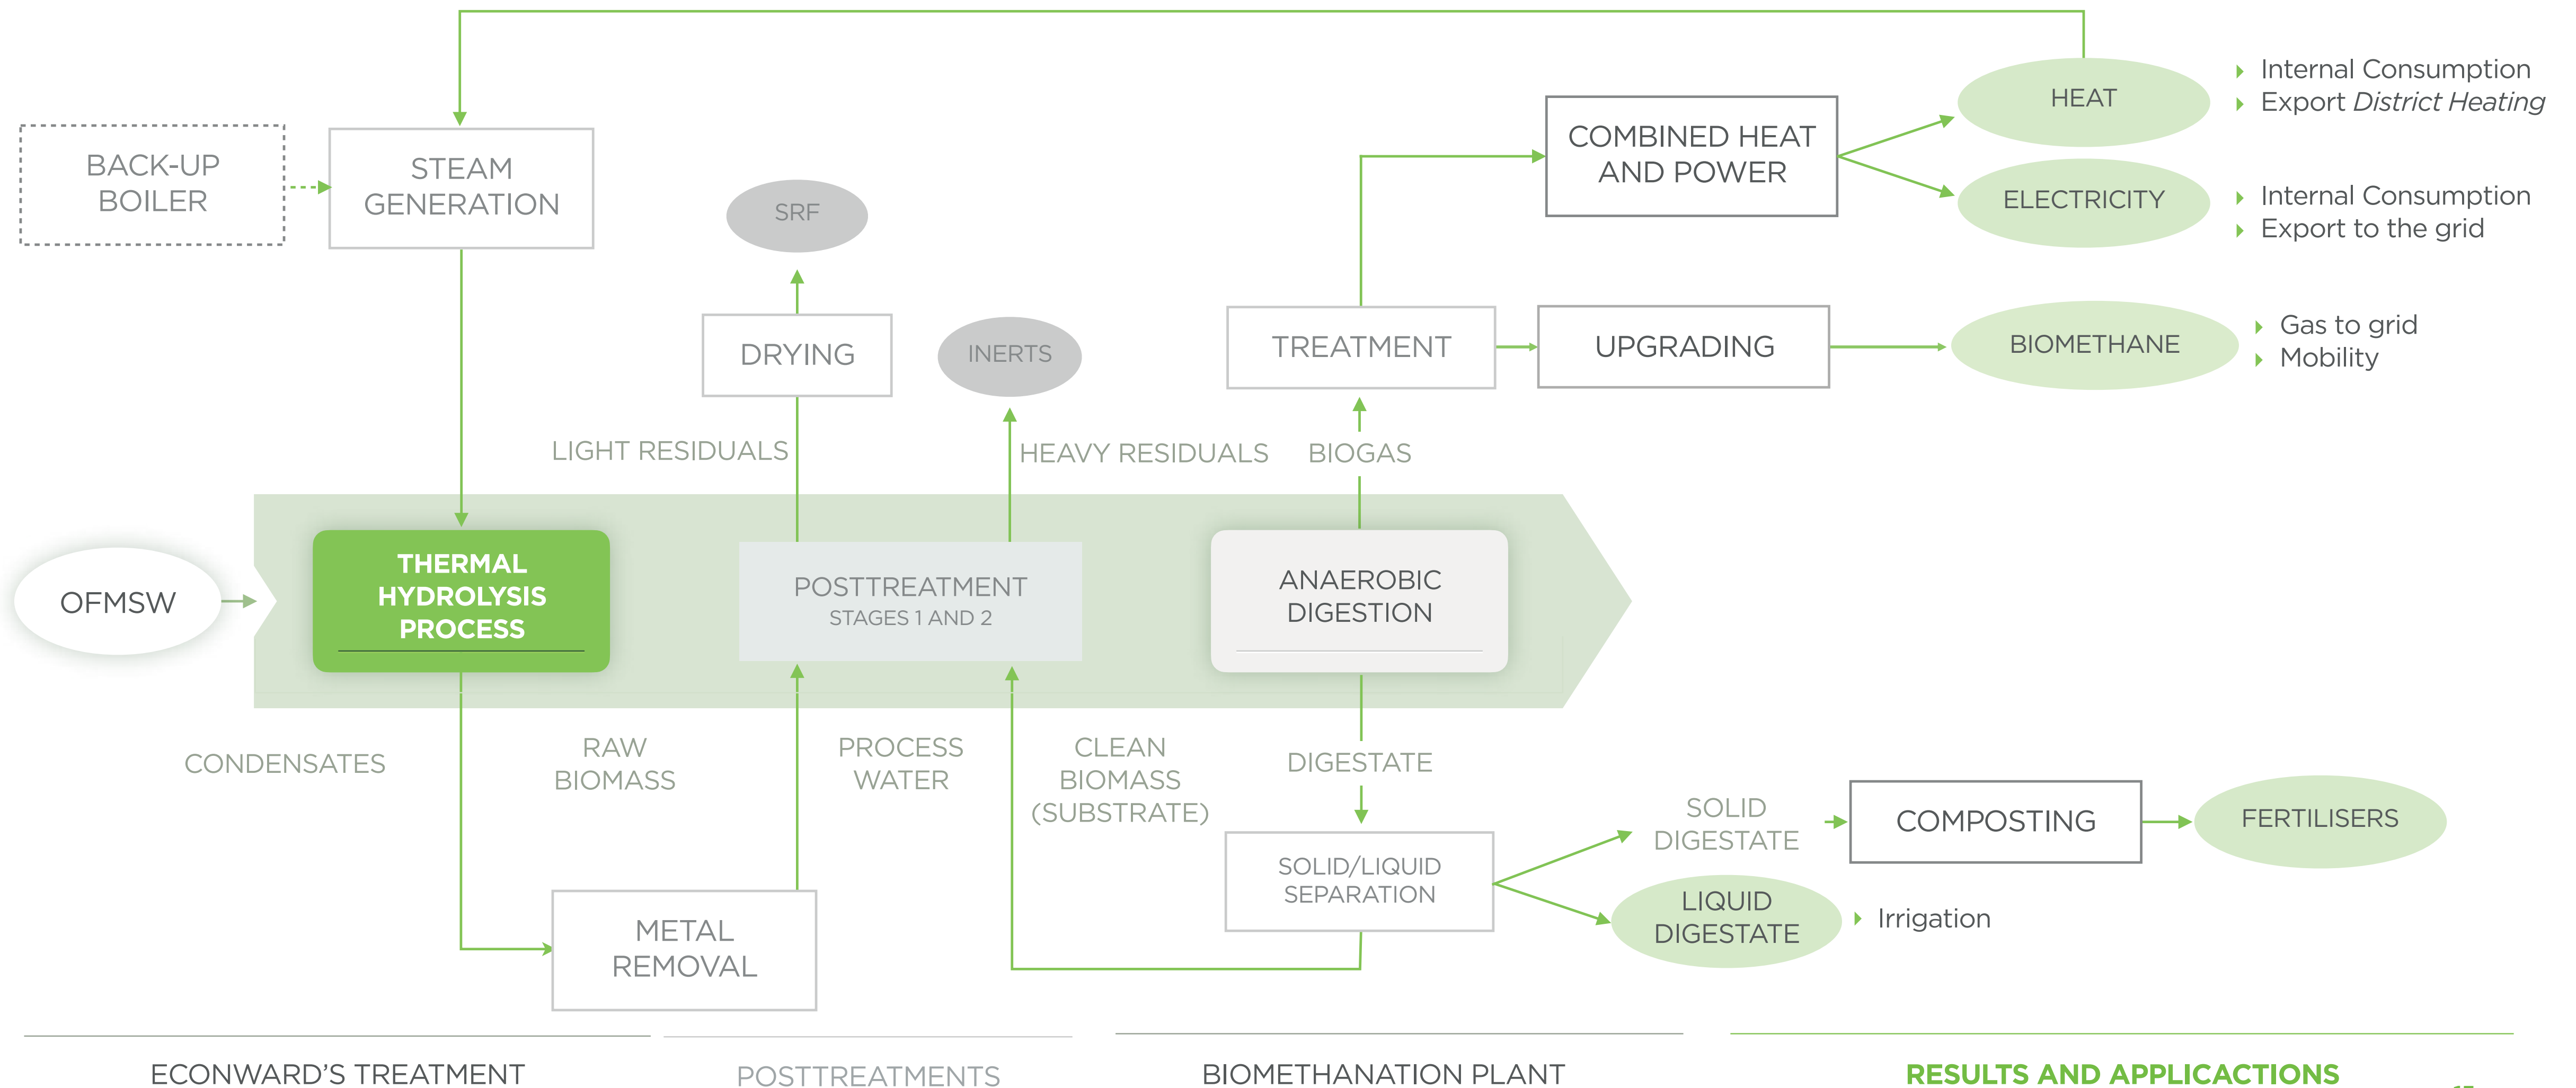 BACK-UP
BOILER
STEAM
GENERATION
SRF
DRYING
INERTS
LIGHT RESIDUALS
HEAVY RESIDUALS
BIOGAS
TREATMENT
UPGRADING
COMBINED HEAT
AND POWER
HEAT
Internal Consumption
Export District Heating
ELECTRICITY
Internal Consumption
Export to the grid
BIOMETHANE
Gas to grid
Mobility
OFMSW
THERMAL
HYDROLYSIS
PROCESS
POSTTREATMENT
STAGES 1 AND 2
ANAEROBIC
DIGESTION
CONDENSATES
RAW
BIOMASS
PROCESS
WATER
CLEAN
BIOMASS
(SUBSTRATE)
DIGESTATE
METAL
REMOVAL
SOLID/LIQUID
SEPARATION
SOLID
DIGESTATE
COMPOSTING
FERTILISERS
LIQUID
DIGESTATE
Irrigation
ECONWARD'S TREATMENT
POSTTREATMENTS
BIOMETHANATION PLANT
RESULTS AND APPLICACTIONS